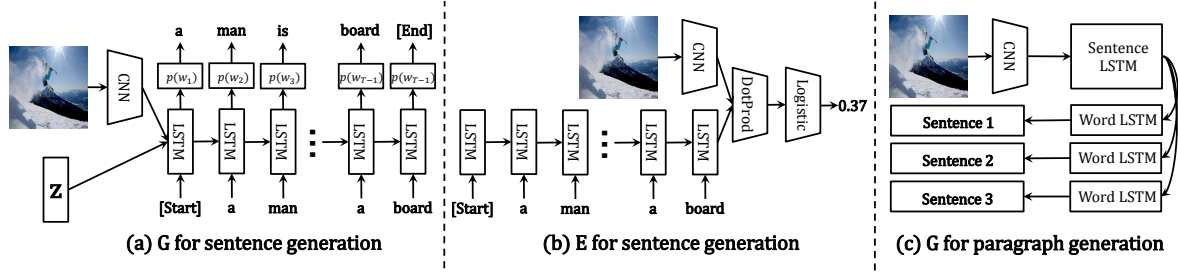 a man is board [End]
p(w₁) p(w₂) p(w₃) p(w_{T−1}) p(w_{T−1})
CNN
LSTM LSTM LSTM ⋮ LSTM LSTM
z
[Start] a man a board
(a) G for sentence generation
CNN
DotProd Logistic 0.37
LSTM LSTM LSTM ⋮ LSTM LSTM
[Start] a man a board
(b) E for sentence generation
CNN
Sentence
LSTM
Sentence 1 Word LSTM
Sentence 2 Word LSTM
Sentence 3 Word LSTM
(c) G for paragraph generation